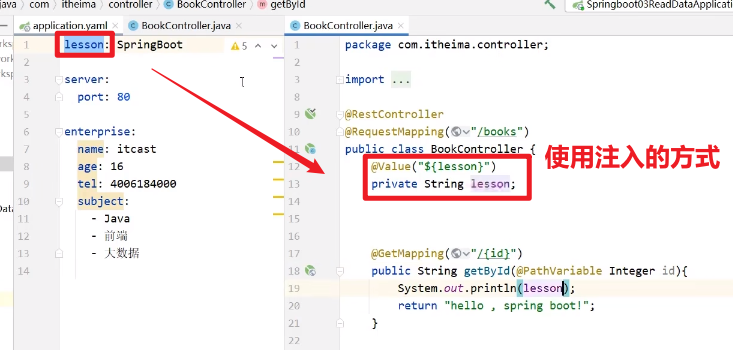 java › com › itheima › controller › BookController › getById
Springboot03ReadDataApplication
application.yaml × BookController.java ×
1 lesson: SpringBoot
5
2
3 server:
4 port: 80
5
6 enterprise:
7 name: itcast
8 age: 16
9 tel: 4006184000
10 subject:
11 - Java
12 - 前端
13 - 大数据
14
BookController.java ×
1 package com.itheima.controller;
2
3 import ...
8
9 @RestController
10 @RequestMapping("/books")
11 public class BookController {
12 @Value("${lesson}")
13 private String lesson;
14
15
16
17 @GetMapping("/{id}")
18 public String getById(@PathVariable Integer id){
19 System.out.println(lesson);
20 return "hello , spring boot!";
21 }
22
使用注入的方式